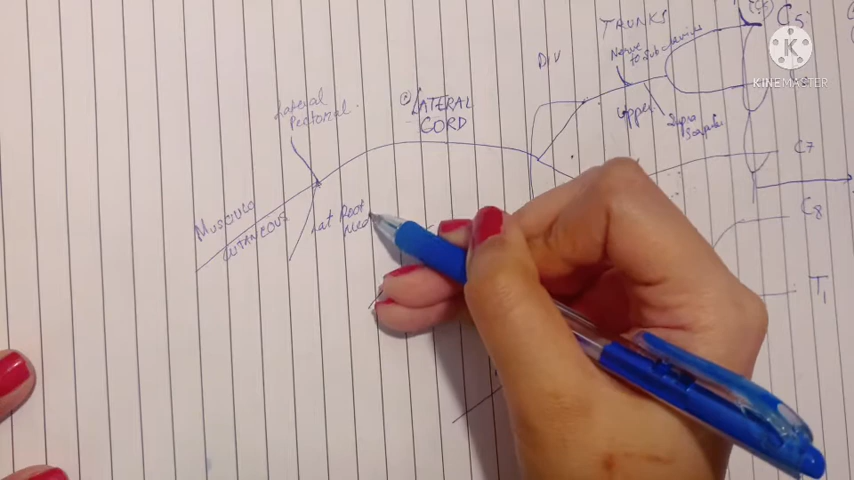 TRUNKS
C5
DIV
Nerve
to Subclavius
KINEMASTER
Upper
Supra
Scapular
Lateral
Pectoral
LATERAL
CORD
C7
C8
T1
MUSCULO
CUTANEOUS
Lat Root
Med